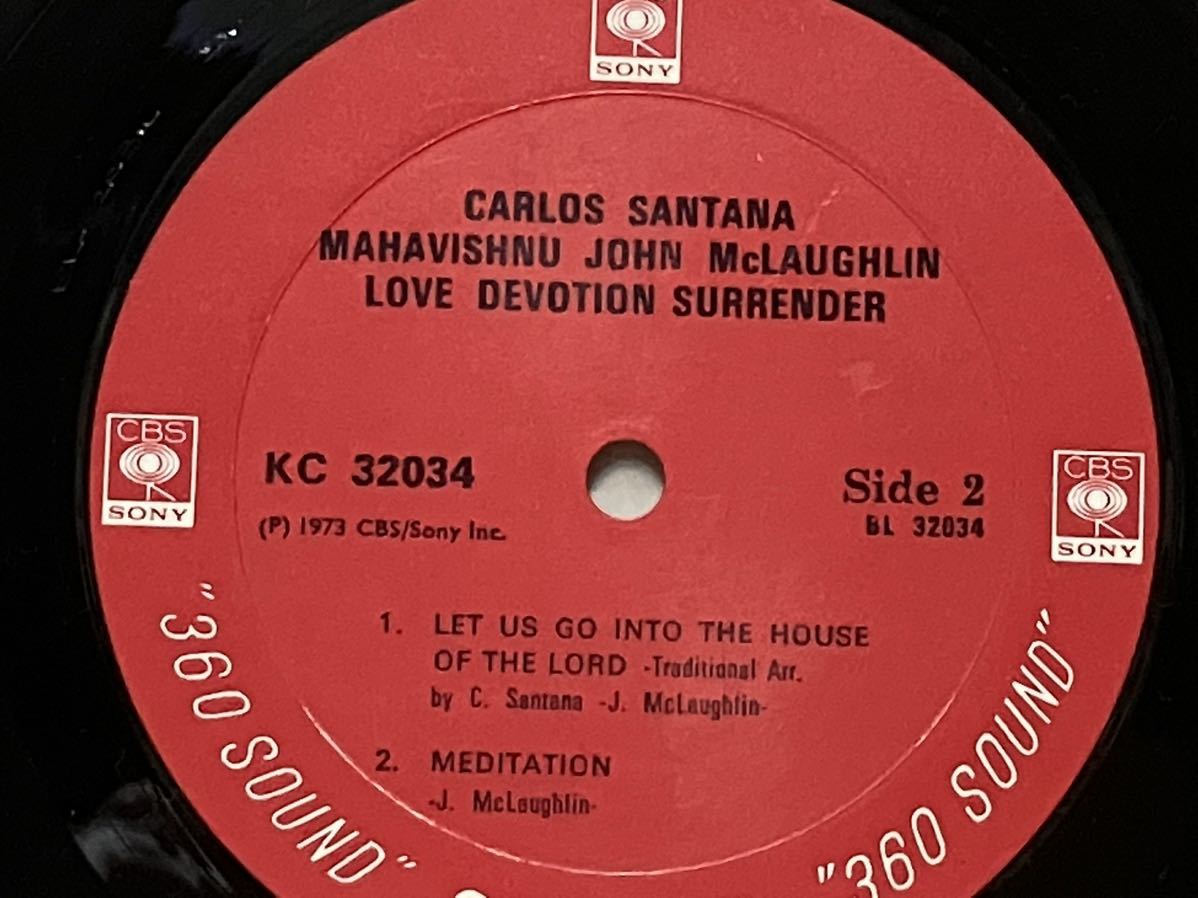 CBS
SONY
CARLOS SANTANA
MAHAVISHNU JOHN McLAUGHLIN
LOVE DEVOTION SURRENDER
CBS
SONY
KC 32034
(P) 1973 CBS/Sony Inc.
Side 2
BL 32034
CBS
SONY
1. LET US GO INTO THE HOUSE
OF THE LORD -Traditional Arr.
by C. Santana -J. McLaughlin-
2. MEDITATION
-J. McLaughlin-
"360 SOUND"
"360 SOUND"